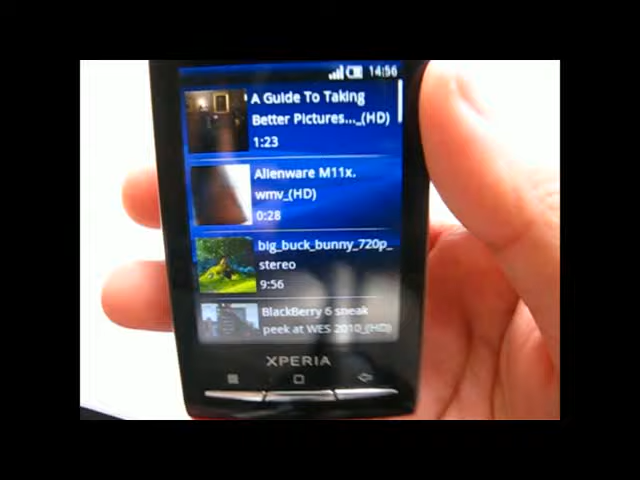 14:56
A Guide To Taking
Better Pictures..._(HD)
1:23
Alienware M11x.
wmv_(HD)
0:28
big_buck_bunny_720p_
stereo
9:56
BlackBerry 6 sneak
peek at WES 2010_(HD)
XPERIA